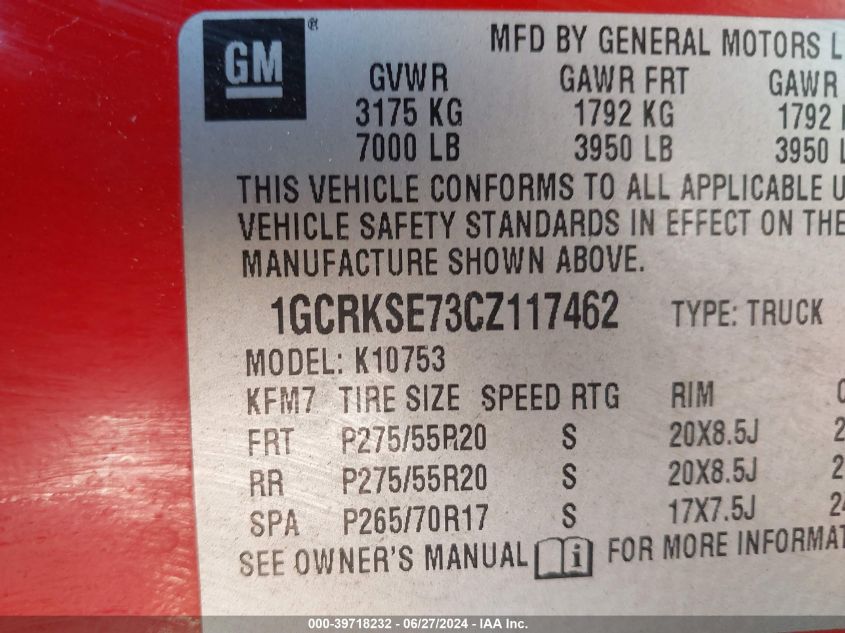 GM®
MFD BY GENERAL MOTORS L
GVWR GAWR FRT GAWR
3175 KG 1792 KG 1792
7000 LB 3950 LB 3950 L
THIS VEHICLE CONFORMS TO ALL APPLICABLE U
VEHICLE SAFETY STANDARDS IN EFFECT ON THE
MANUFACTURE SHOWN ABOVE.
1GCRKSE73CZ117462 TYPE: TRUCK
MODEL: K10753
KFM7 TIRE SIZE SPEED RTG RIM
FRT P275/55R20 S 20X8.5J 2
RR P275/55R20 S 20X8.5J 2
SPA P265/70R17 S 17X7.5J 24
SEE OWNER'S MANUAL i FOR MORE INFORMAT
000-39718232 - 06/27/2024 - IAA Inc.